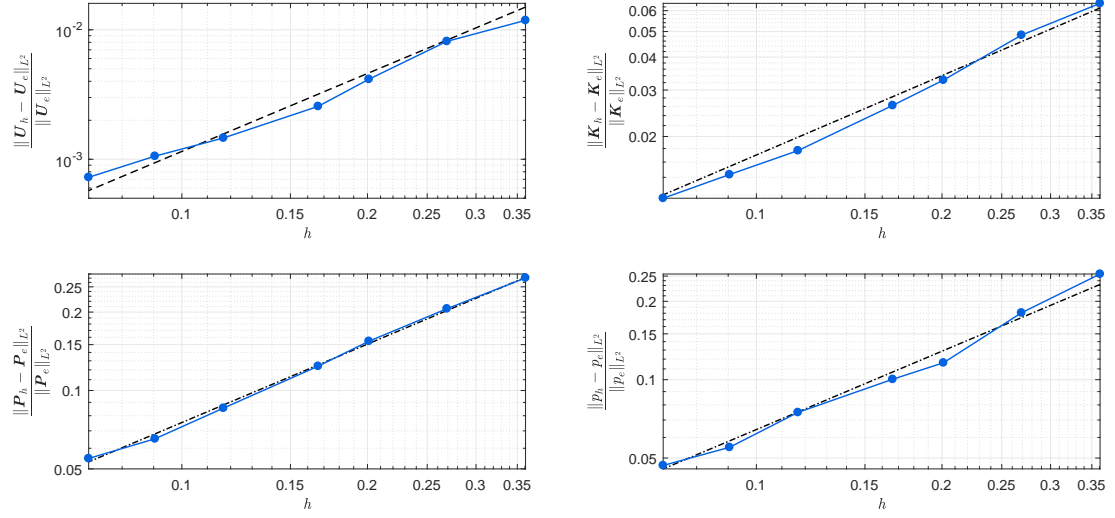 10^{-2}
10^{-3}
‖U_h − U_e‖_{L^2}
‖U_e‖_{L^2}
0.1 0.15 0.2 0.25 0.3 0.35
h
0.06
0.05
0.04
0.03
0.02
‖K_h − K_e‖_{L^2}
‖K_e‖_{L^2}
0.1 0.15 0.2 0.25 0.3 0.35
h
0.25
0.2
0.15
0.1
0.05
‖P_h − P_e‖_{L^2}
‖P_e‖_{L^2}
0.1 0.15 0.2 0.25 0.3 0.35
h
0.25
0.2
0.15
0.1
0.05
‖p_h − p_e‖_{L^2}
‖p_e‖_{L^2}
0.1 0.15 0.2 0.25 0.3 0.35
h